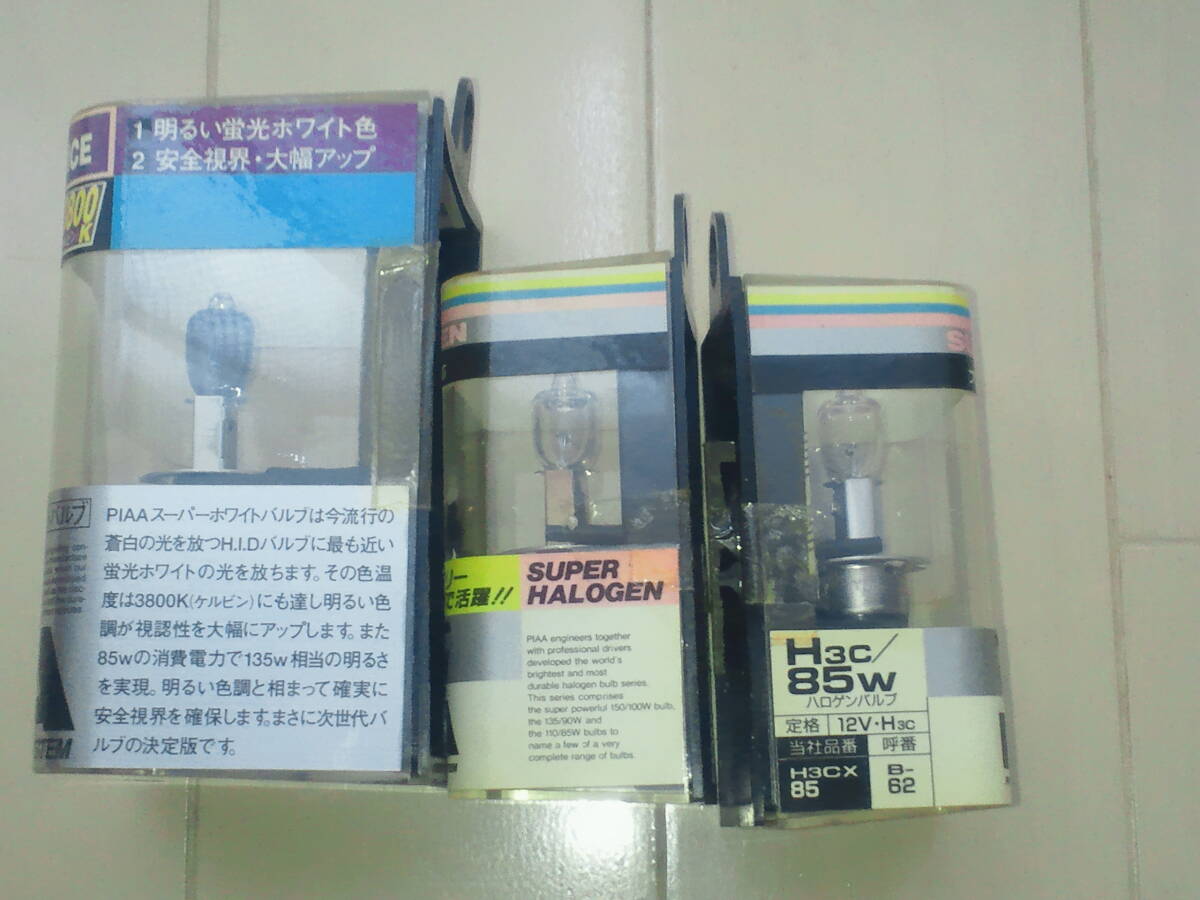 CE
1 明るい蛍光ホワイト色
2 安全視界・大幅アップ
800
K
バルブ
PIAAスーパーホワイトバルブは今流行の
蒼白の光を放つH.I.Dバルブに最も近い
蛍光ホワイトの光を放ちます。その色温
度は3800K(ケルビン)にも達し明るい色
調が視認性を大幅にアップします。また
85wの消費電力で135w相当の明るさ
を実現。明るい色調と相まって確実に
安全視界を確保します。まさに次世代バ
ルブの決定版です。
STEM
EN
リー
で活躍!!
SUPER
HALOGEN
PIAA engineers together
with professional drivers
developed the world's
brightest and most
durable halogen bulb series.
This series comprises
the super powerful 150/100W bulb,
the 135/90W and
the 110/85W bulbs to
name a few of a very
complete range of bulbs.
S
H3C/
85W
ハロゲンバルブ
定格 12V・H3C
当社品番 呼番
H3CX
85
B-
62